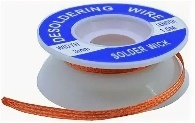 DESOLDERING WIRE
WIDTH
3mm
LENGTH
1.5M
SOLDER WICK